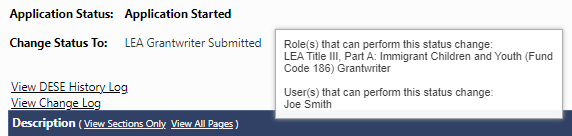 Application Status: Application Started
Change Status To: LEA Grantwriter Submitted
Role(s) that can perform this status change:
LEA Title III, Part A: Immigrant Children and Youth (Fund
Code 186) Grantwriter
User(s) that can perform this status change:
Joe Smith
View DESE History Log
View Change Log
Description ( View Sections Only View All Pages )